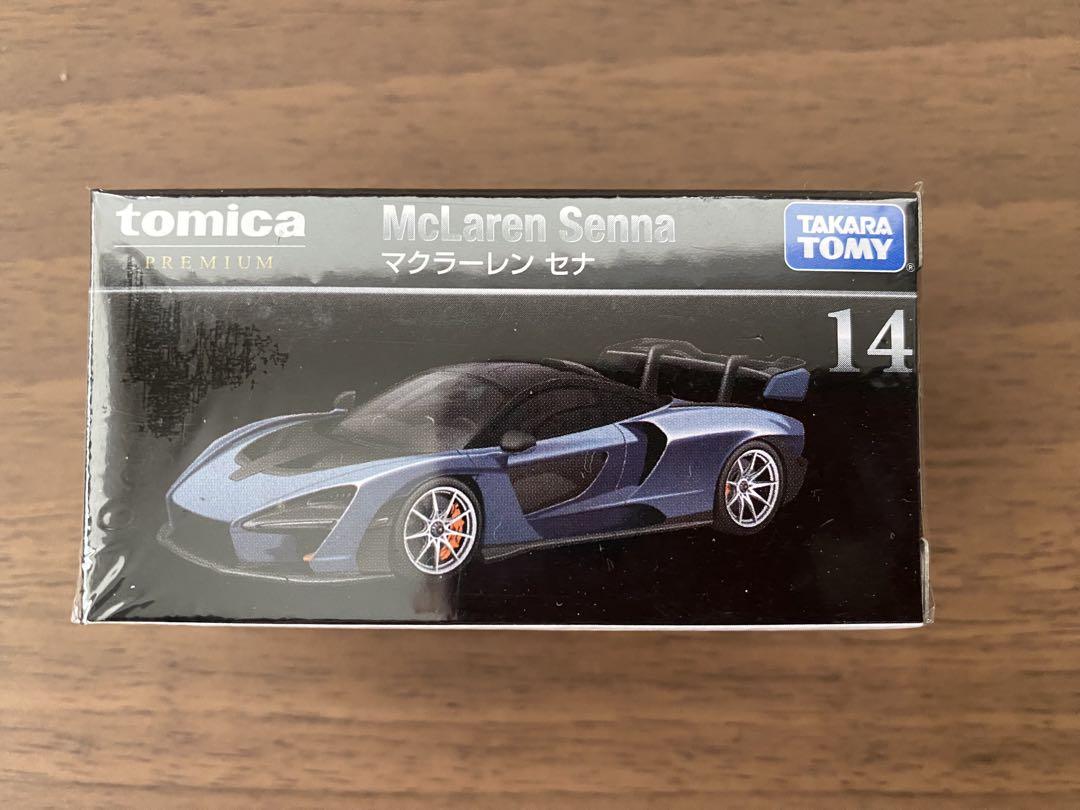 tomica
PREMIUM
McLaren Senna
マクラーレン セナ
TAKARA
TOMY
®
14